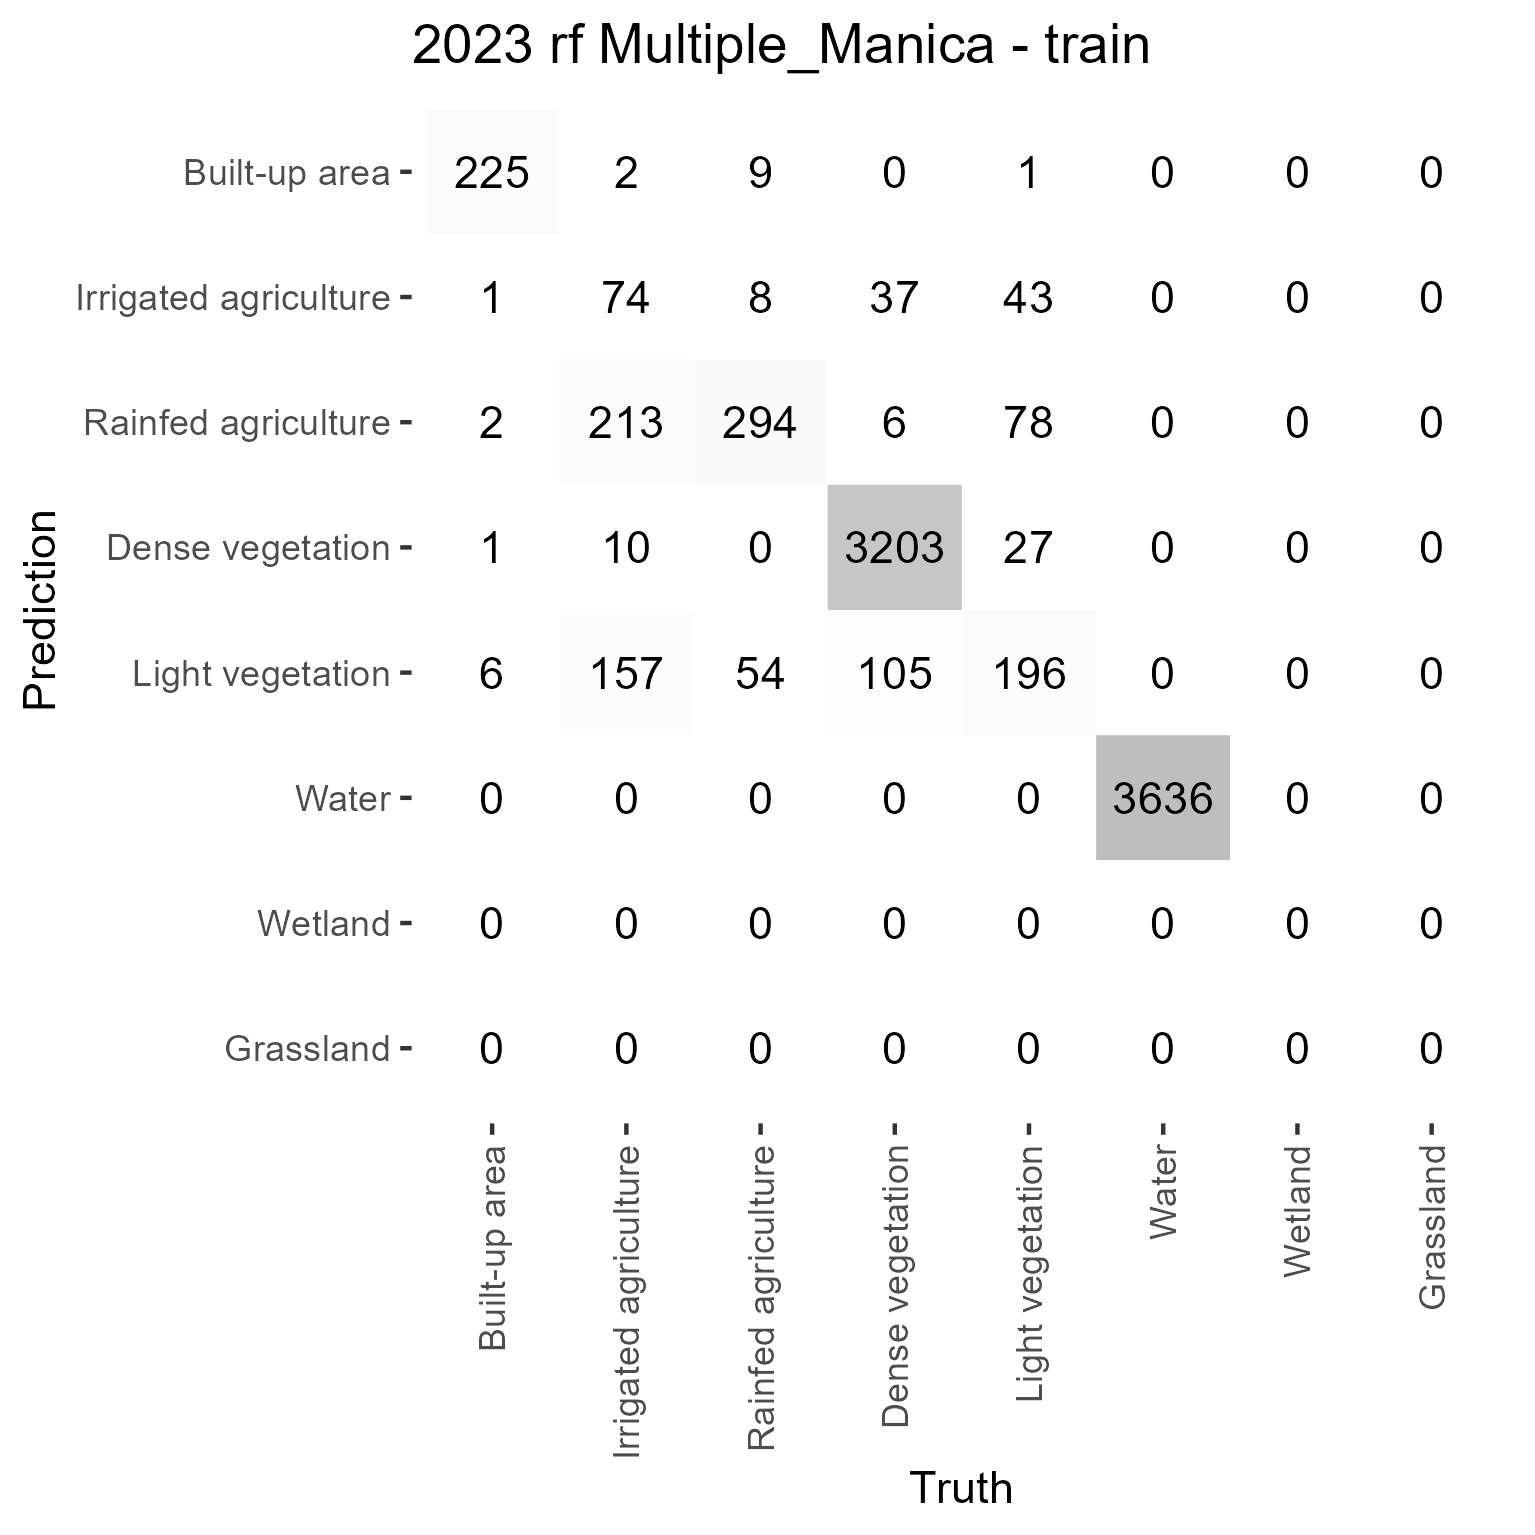 2023 rf Multiple_Manica - train
Prediction
Built-up area 225 2 9 0 1 0 0 0
Irrigated agriculture 1 74 8 37 43 0 0 0
Rainfed agriculture 2 213 294 6 78 0 0 0
Dense vegetation 1 10 0 3203 27 0 0 0
Light vegetation 6 157 54 105 196 0 0 0
Water 0 0 0 0 0 3636 0 0
Wetland 0 0 0 0 0 0 0 0
Grassland 0 0 0 0 0 0 0 0
Built-up area
Irrigated agriculture
Rainfed agriculture
Dense vegetation
Light vegetation
Water
Wetland
Grassland
Truth